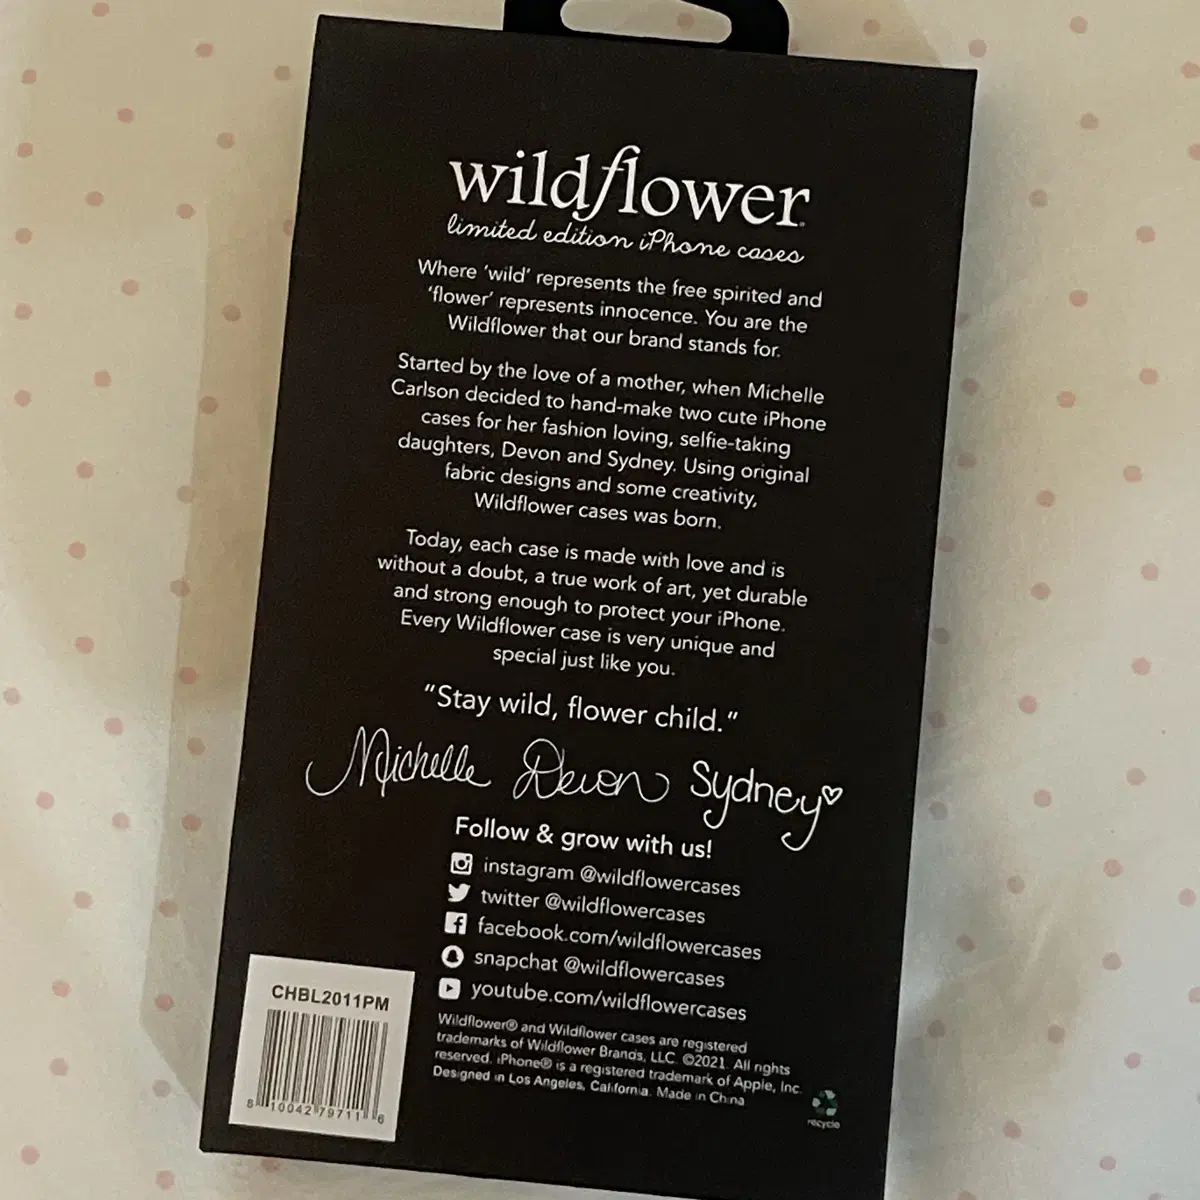 wildflower
limited edition iPhone cases
Where ‘wild’ represents the free spirited and
‘flower’ represents innocence. You are the
Wildflower that our brand stands for.
Started by the love of a mother, when Michelle
Carlson decided to hand-make two cute iPhone
cases for her fashion loving, selfie-taking
daughters, Devon and Sydney. Using original
fabric designs and some creativity,
Wildflower cases was born.
Today, each case is made with love and is
without a doubt, a true work of art, yet durable
and strong enough to protect your iPhone.
Every Wildflower case is very unique and
special just like you.
“Stay wild, flower child.”
Michelle Devon Sydney
Follow & grow with us!
instagram @wildflowercases
twitter @wildflowercases
facebook.com/wildflowercases
snapchat @wildflowercases
youtube.com/wildflowercases
Wildflower® and Wildflower cases are registered
trademarks of Wildflower Brands, LLC. ©2021. All rights
reserved. iPhone® is a registered trademark of Apple, Inc.
Designed in Los Angeles, California. Made in China
recycle
CHBL2011PM
8 10042 79711 6